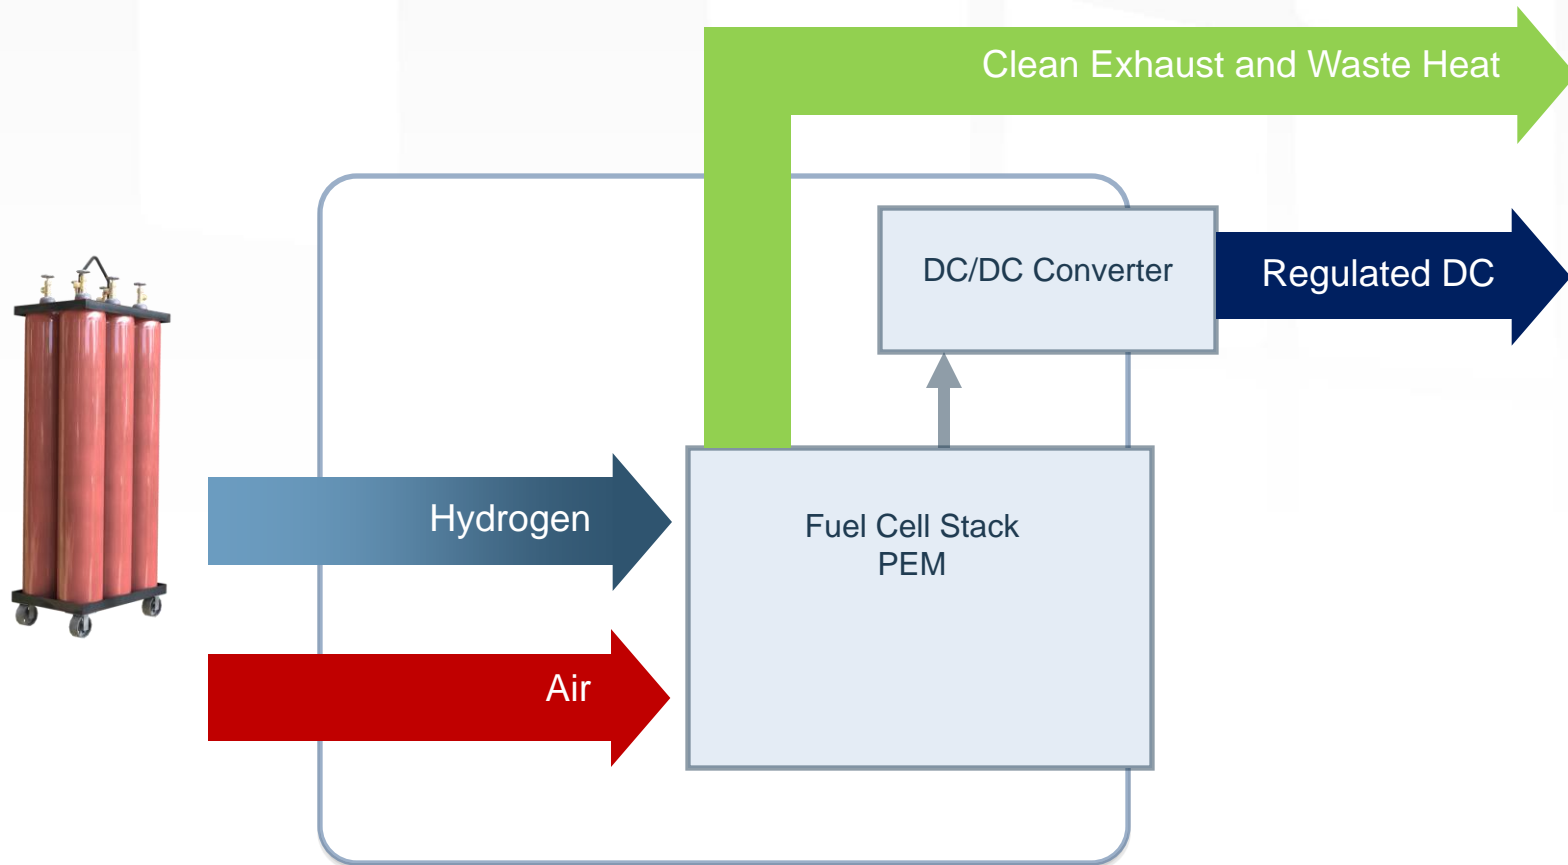 Clean Exhaust and Waste Heat
DC/DC Converter
Regulated DC
Hydrogen
Fuel Cell Stack
PEM
Air